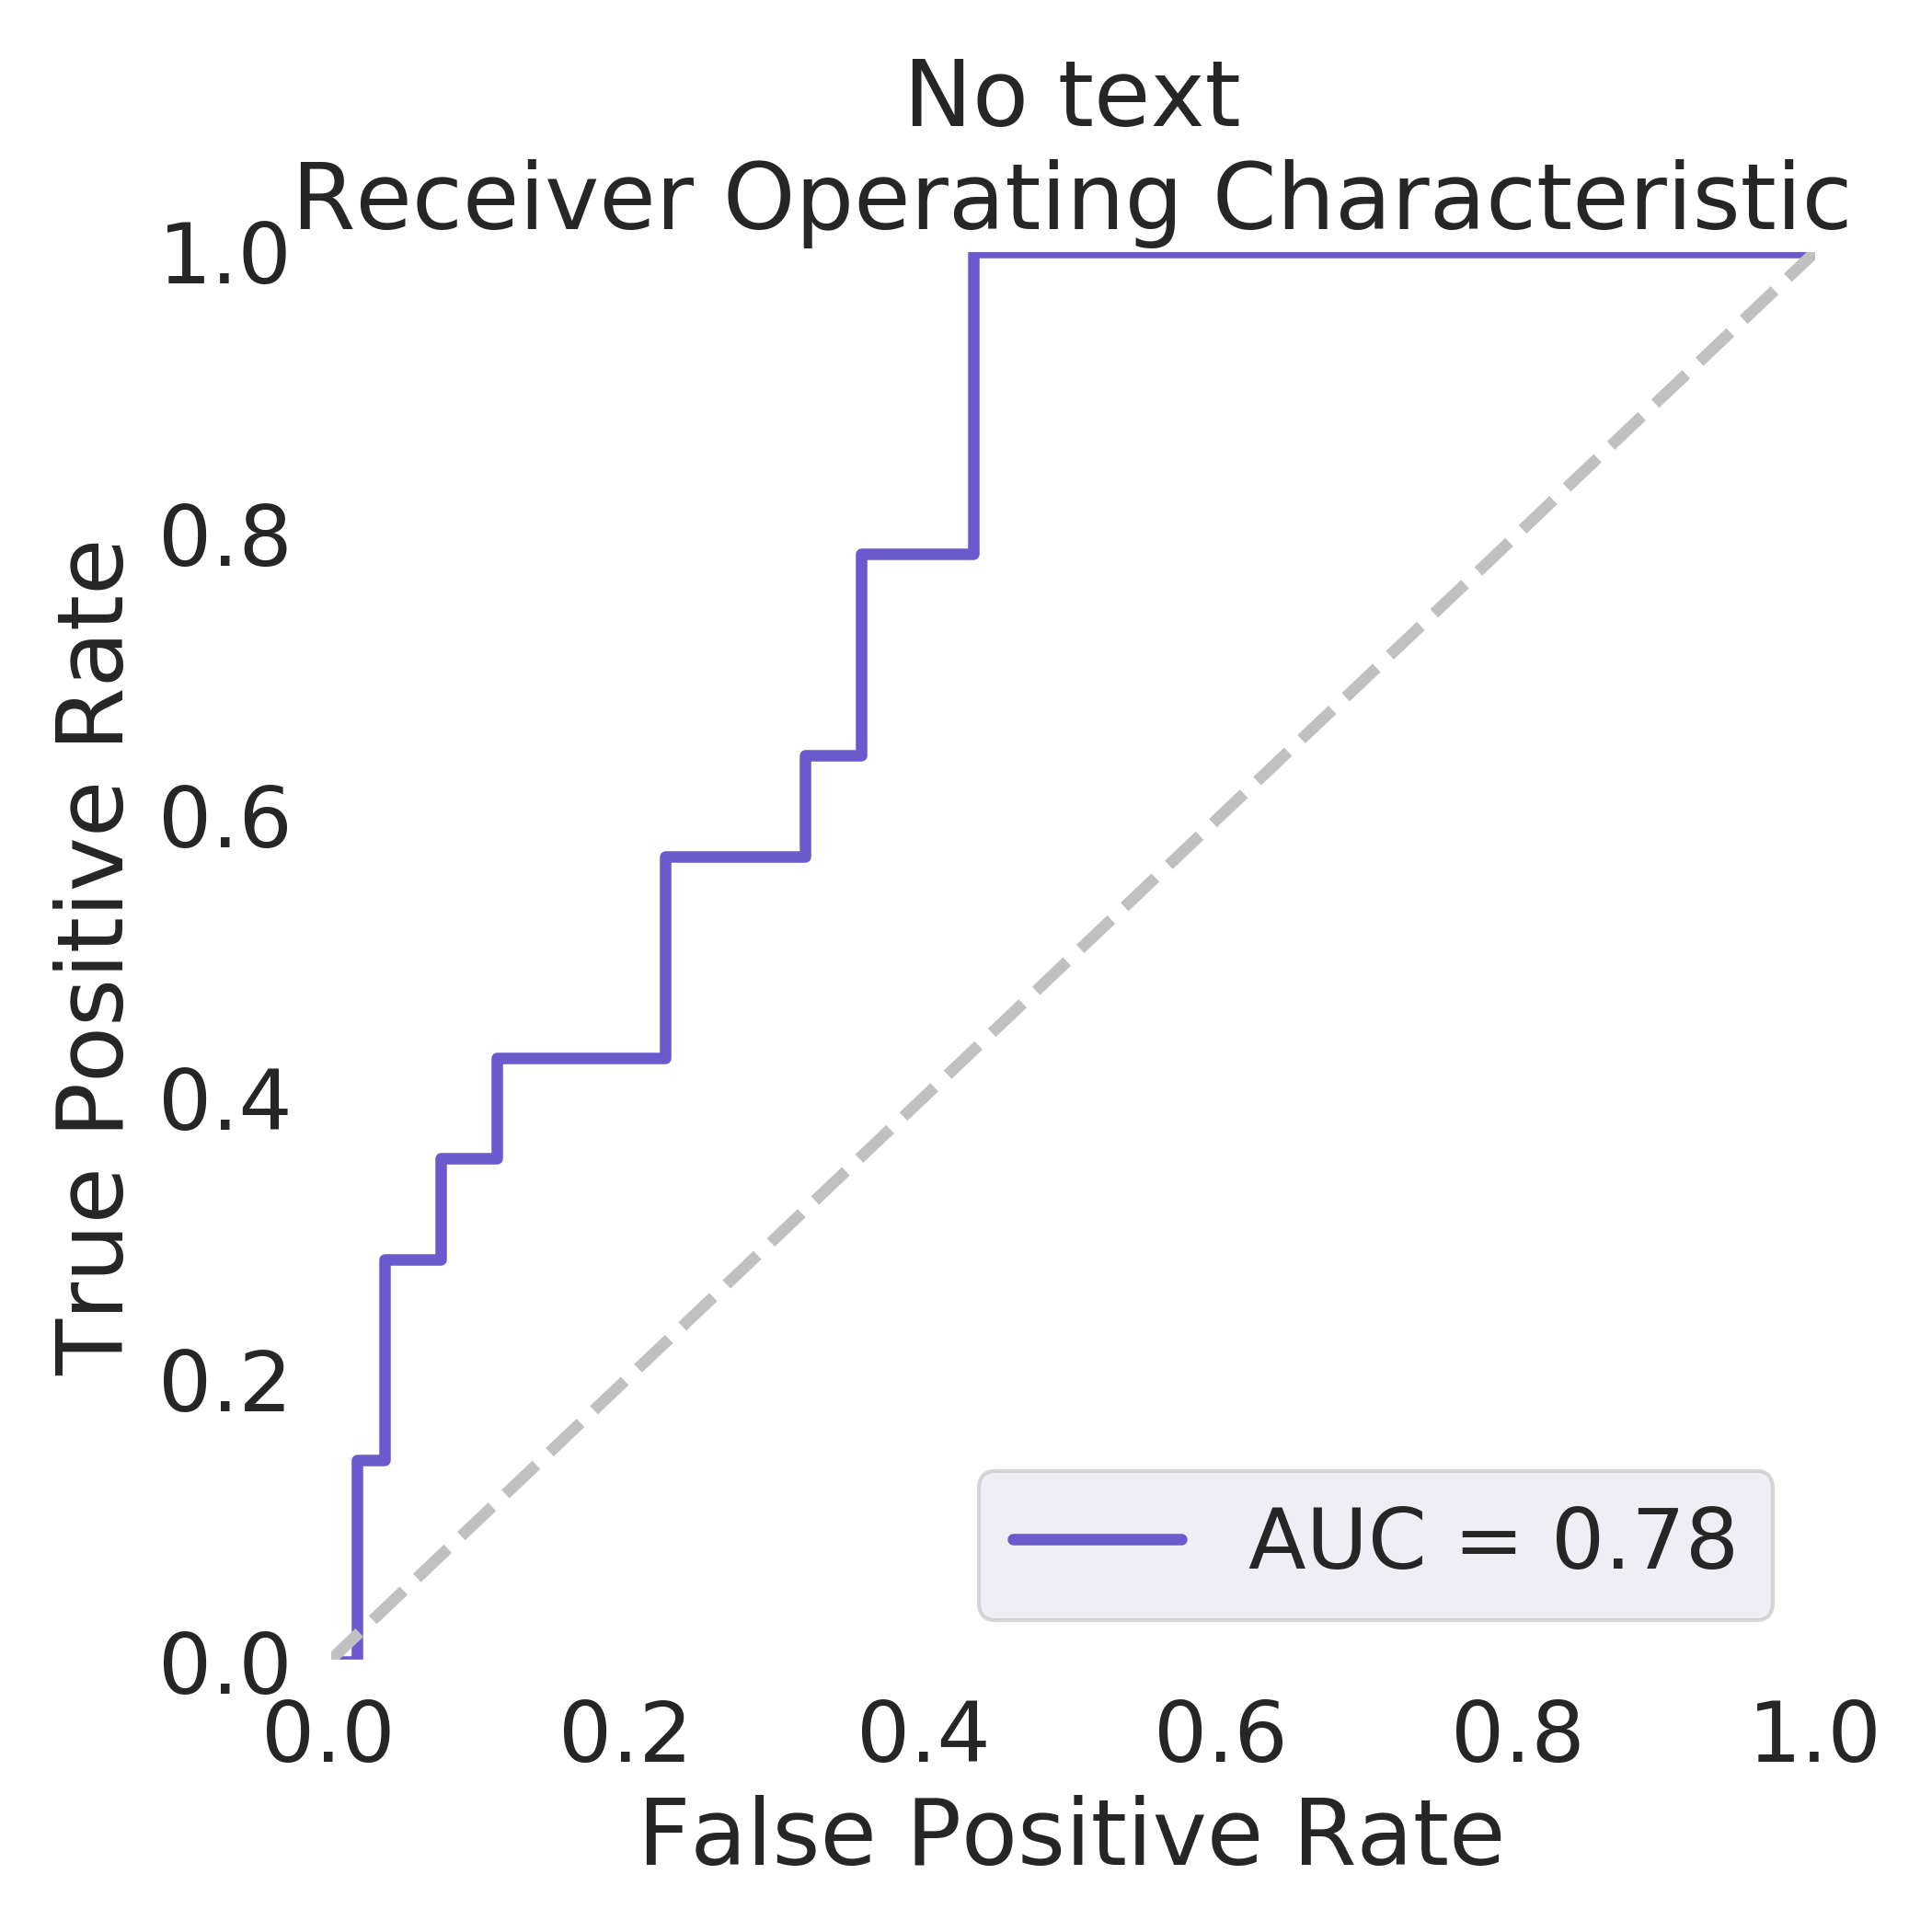 No text
Receiver Operating Characteristic
1.0
0.8
0.6
0.4
0.2
0.0
True Positive Rate
0.0 0.2 0.4 0.6 0.8 1.0
False Positive Rate
AUC = 0.78